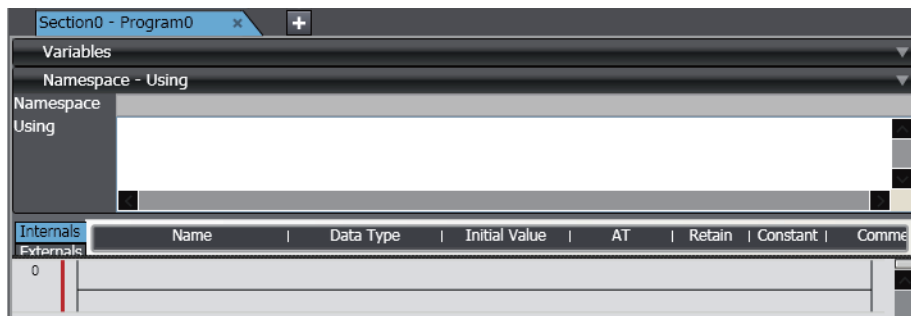 Section0 - Program0 × +
Variables
Namespace - Using
Namespace
Using
Internals Name | Data Type | Initial Value | AT | Retain | Constant | Comme
Externals
0